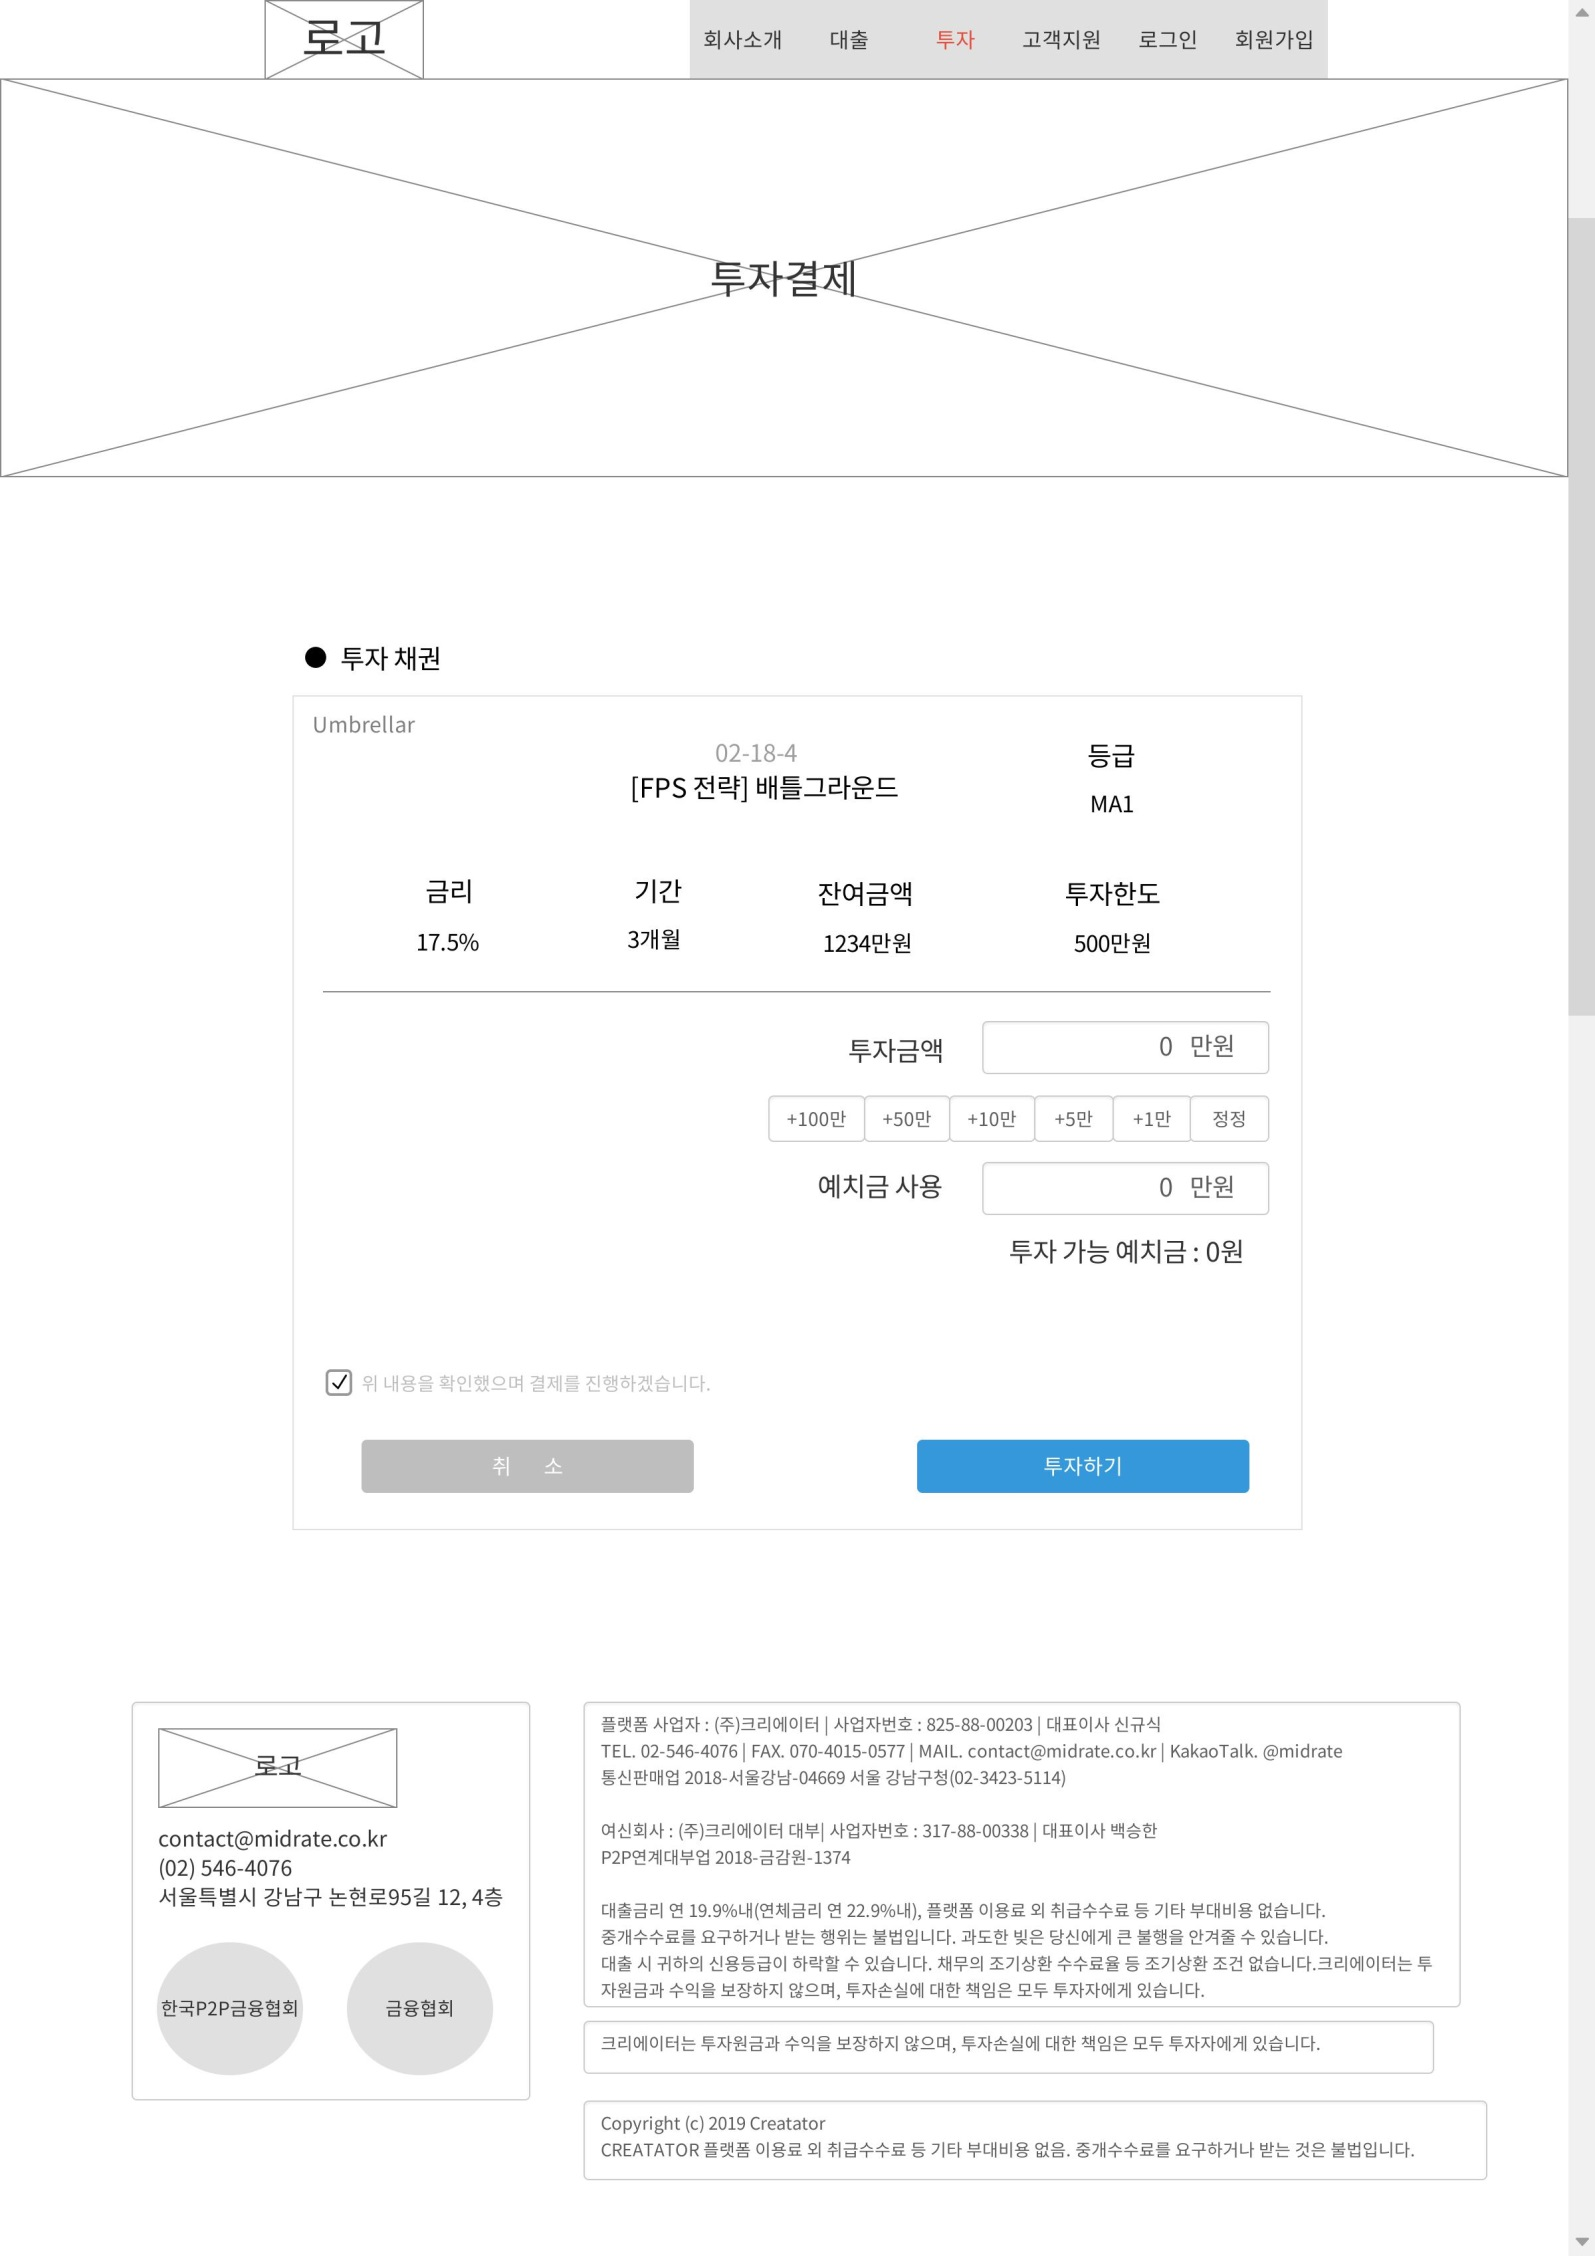 로고
회사소개 대출 투자 고객지원 로그인 회원가입
투자결제
투자 채권
Umbrellar
02-18-4
[FPS 전략] 배틀그라운드
등급
MA1
금리 기간 잔여금액 투자한도
17.5% 3개월 1234만원 500만원
투자금액 0 만원
+100만 +50만 +10만 +5만 +1만 정정
예치금 사용 0 만원
투자 가능 예치금 : 0원
위 내용을 확인했으며 결제를 진행하겠습니다.
취 소 투자하기
로고
contact@midrate.co.kr
(02) 546-4076
서울특별시 강남구 논현로95길 12, 4층
한국P2P금융협회 금융협회
플랫폼 사업자 : (주)크리에이터 | 사업자번호 : 825-88-00203 | 대표이사 신규식
TEL. 02-546-4076 | FAX. 070-4015-0577 | MAIL. contact@midrate.co.kr | KakaoTalk. @midrate
통신판매업 2018-서울강남-04669 서울 강남구청(02-3423-5114)
여신회사 : (주)크리에이터 대부| 사업자번호 : 317-88-00338 | 대표이사 백승한
P2P연계대부업 2018-금감원-1374
대출금리 연 19.9%내(연체금리 연 22.9%내), 플랫폼 이용료 외 취급수수료 등 기타 부대비용 없습니다.
중개수수료를 요구하거나 받는 행위는 불법입니다. 과도한 빚은 당신에게 큰 불행을 안겨줄 수 있습니다.
대출 시 귀하의 신용등급이 하락할 수 있습니다. 채무의 조기상환 수수료율 등 조기상환 조건 없습니다.크리에이터는 투
자원금과 수익을 보장하지 않으며, 투자손실에 대한 책임은 모두 투자자에게 있습니다.
크리에이터는 투자원금과 수익을 보장하지 않으며, 투자손실에 대한 책임은 모두 투자자에게 있습니다.
Copyright (c) 2019 Creatator
CREATATOR 플랫폼 이용료 외 취급수수료 등 기타 부대비용 없음. 중개수수료를 요구하거나 받는 것은 불법입니다.